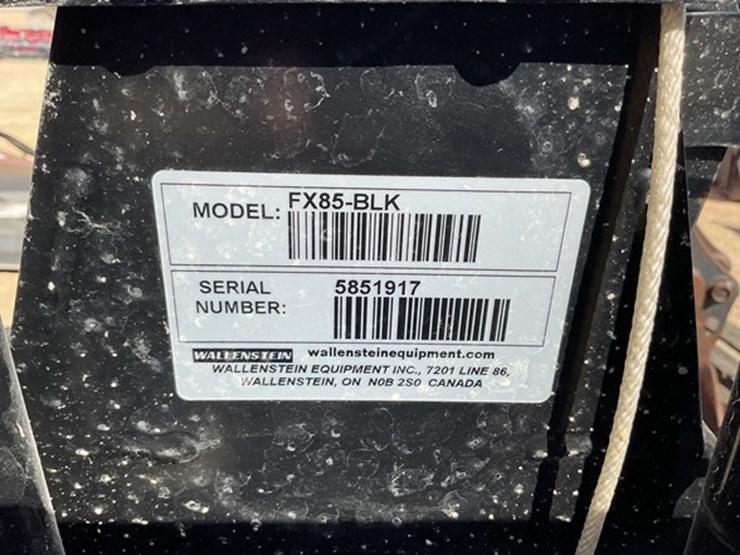 MODEL: FX85-BLK
SERIAL NUMBER: 5851917
WALLENSTEIN wallensteinequipment.com
WALLENSTEIN EQUIPMENT INC., 7201 LINE 86,
WALLENSTEIN, ON N0B 2S0 CANADA